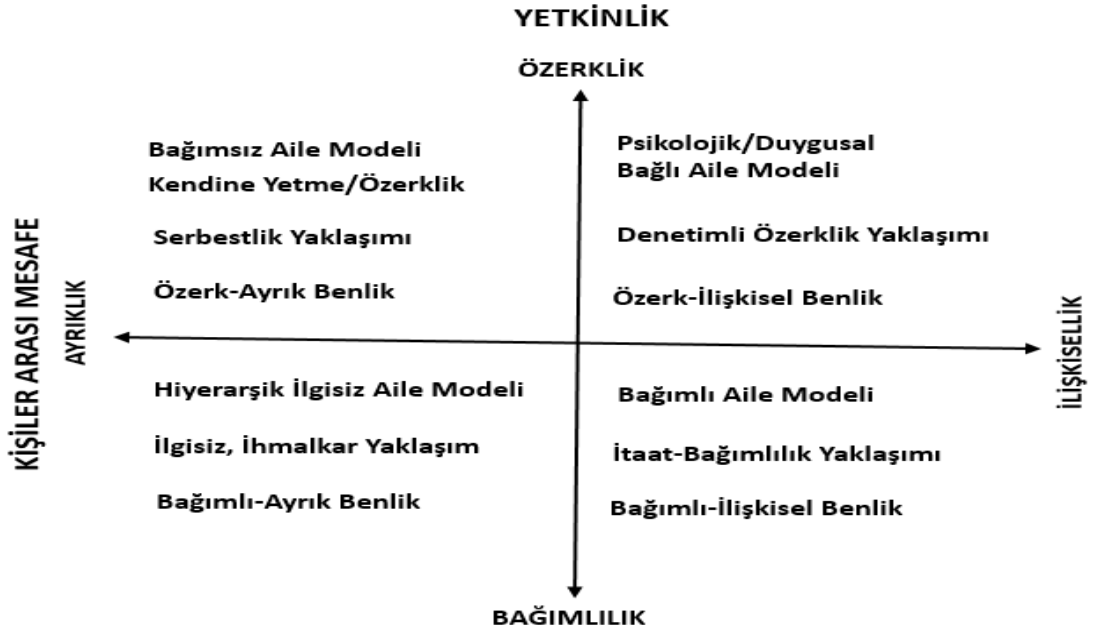 YETKİNLİK
ÖZERKLİK
Bağımsız Aile Modeli
Kendine Yetme/Özerklik
Serbestlik Yaklaşımı
Özerk-Ayrık Benlik
Psikolojik/Duygusal
Bağlı Aile Modeli
Denetimli Özerklik Yaklaşımı
Özerk-İlişkisel Benlik
KİŞİLER ARASI MESAFE
AYRIKLIK
İLİŞKİSELLİK
Hiyerarşik İlgisiz Aile Modeli
İlgisiz, İhmalkar Yaklaşım
Bağımlı-Ayrık Benlik
Bağımlı Aile Modeli
İtaat-Bağımlılık Yaklaşımı
Bağımlı-İlişkisel Benlik
BAĞIMLILIK